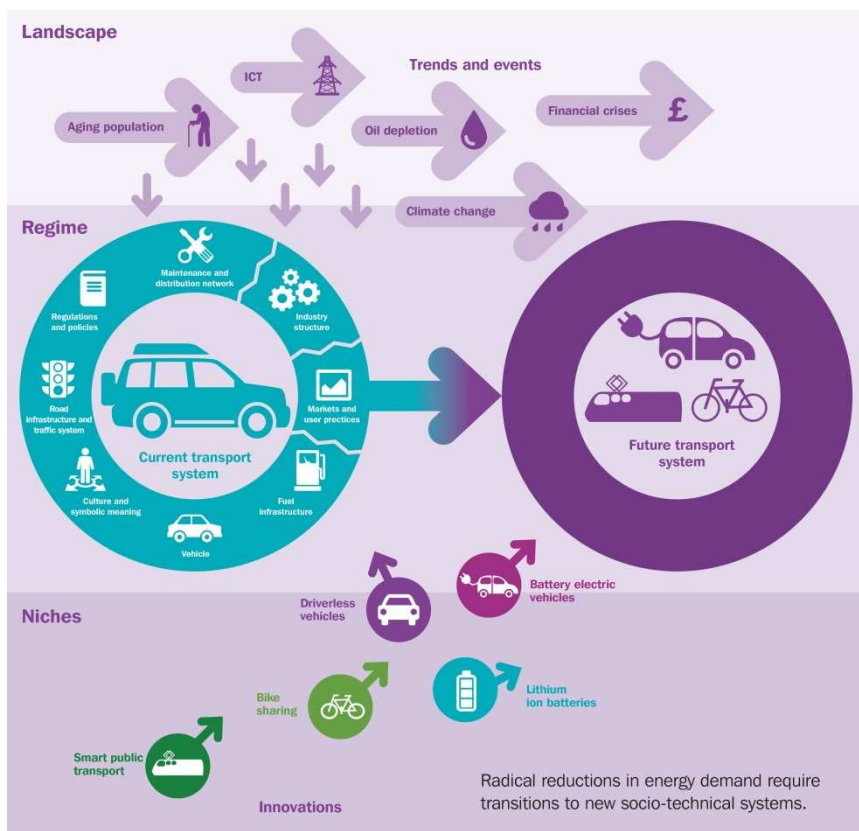 Landscape
ICT
Trends and events
Aging population
Oil depletion
Financial crises
£
Climate change
Regime
Maintenance and
distribution network
Industry
structure
Regulations
and policies
Road
infrastructure and
traffic system
Markets and
user practices
Current transport
system
Culture and
symbolic meaning
Fuel
infrastructure
Vehicle
Future transport
system
Niches
Driverless
vehicles
Battery electric
vehicles
Bike
sharing
Lithium
ion batteries
Smart public
transport
Innovations
Radical reductions in energy demand require
transitions to new socio-technical systems.